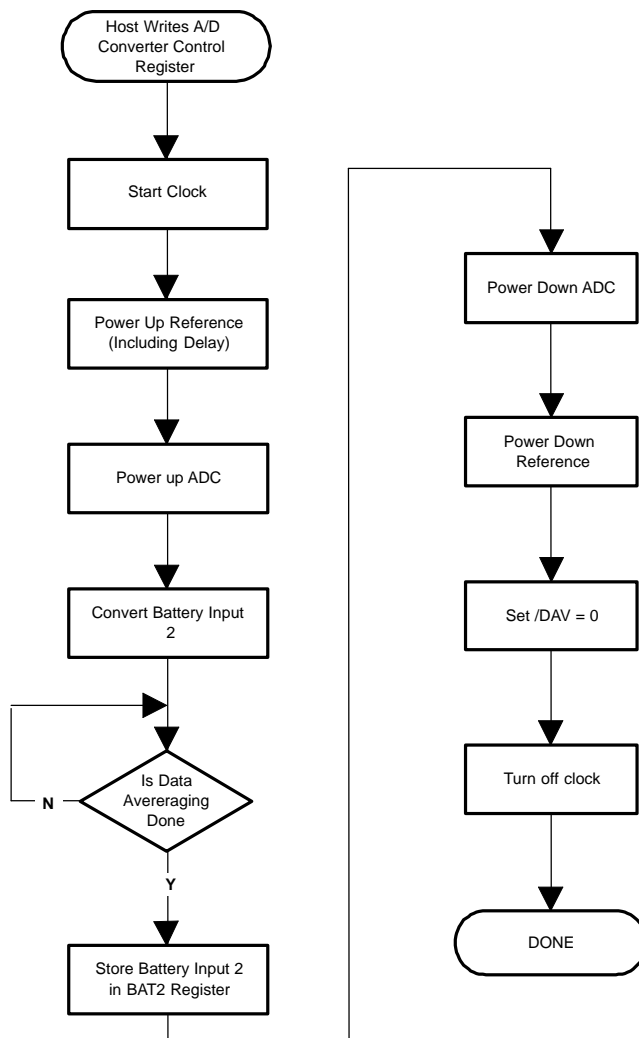 Host Writes A/D
Converter Control
Register
Start Clock
Power Up Reference
(Including Delay)
Power up ADC
Convert Battery Input
2
Is Data
Avereraging
Done
N
Y
Store Battery Input 2
in BAT2 Register
Power Down ADC
Power Down
Reference
Set /DAV = 0
Turn off clock
DONE